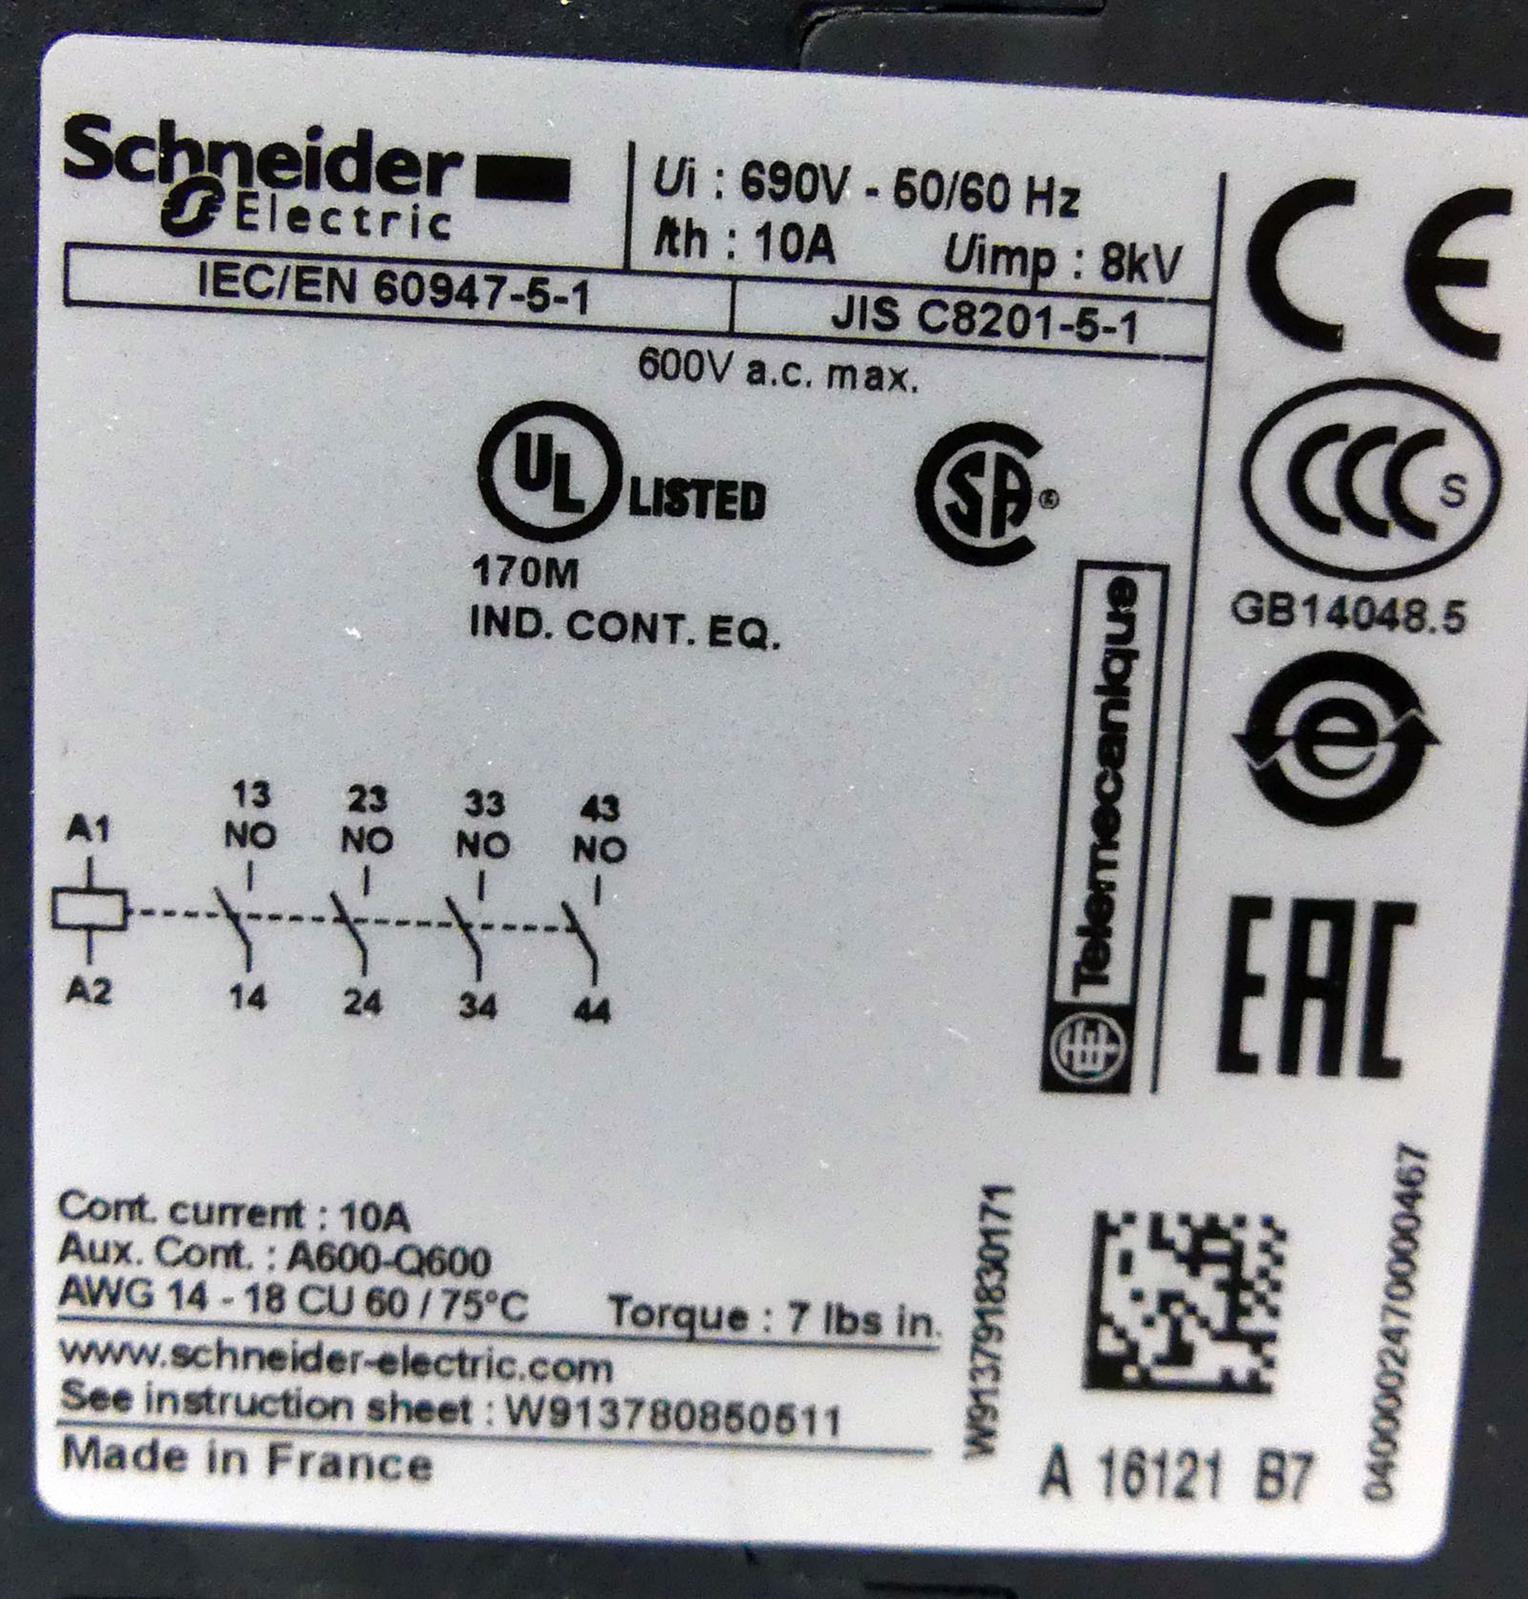 Schneider
Electric
Ui : 690V - 50/60 Hz
Ith : 10A Uimp : 8kV
IEC/EN 60947-5-1 JIS C8201-5-1
600V a.c. max.
CE
UL LISTED
170M
IND. CONT. EQ.
SA®
CCC S
GB14048.5
e
EAC
Telemecanique
13 23 33 43
A1 NO NO NO NO
A2 14 24 34 44
Cont. current : 10A
Aux. Cont. : A600-Q600
AWG 14 - 18 CU 60 / 75°C Torque : 7 lbs in.
www.schneider-electric.com
See instruction sheet : W913780850511
Made in France
W913791830171
A 16121 B7
0400002470000467